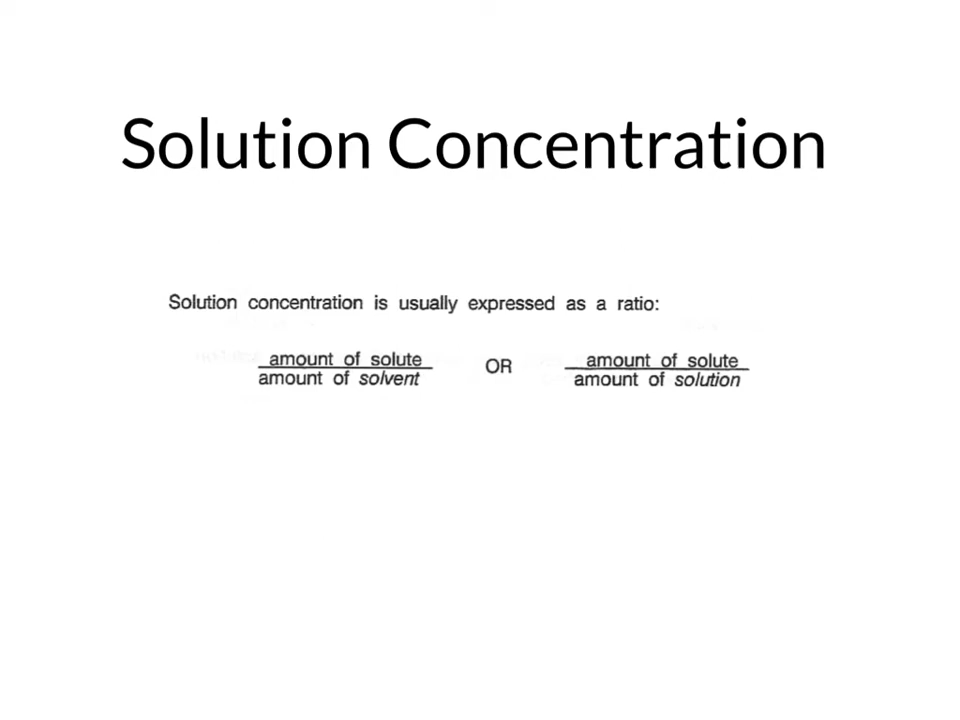 Solution Concentration
Solution concentration is usually expressed as a ratio:
amount of solute
amount of solvent
OR
amount of solute
amount of solution